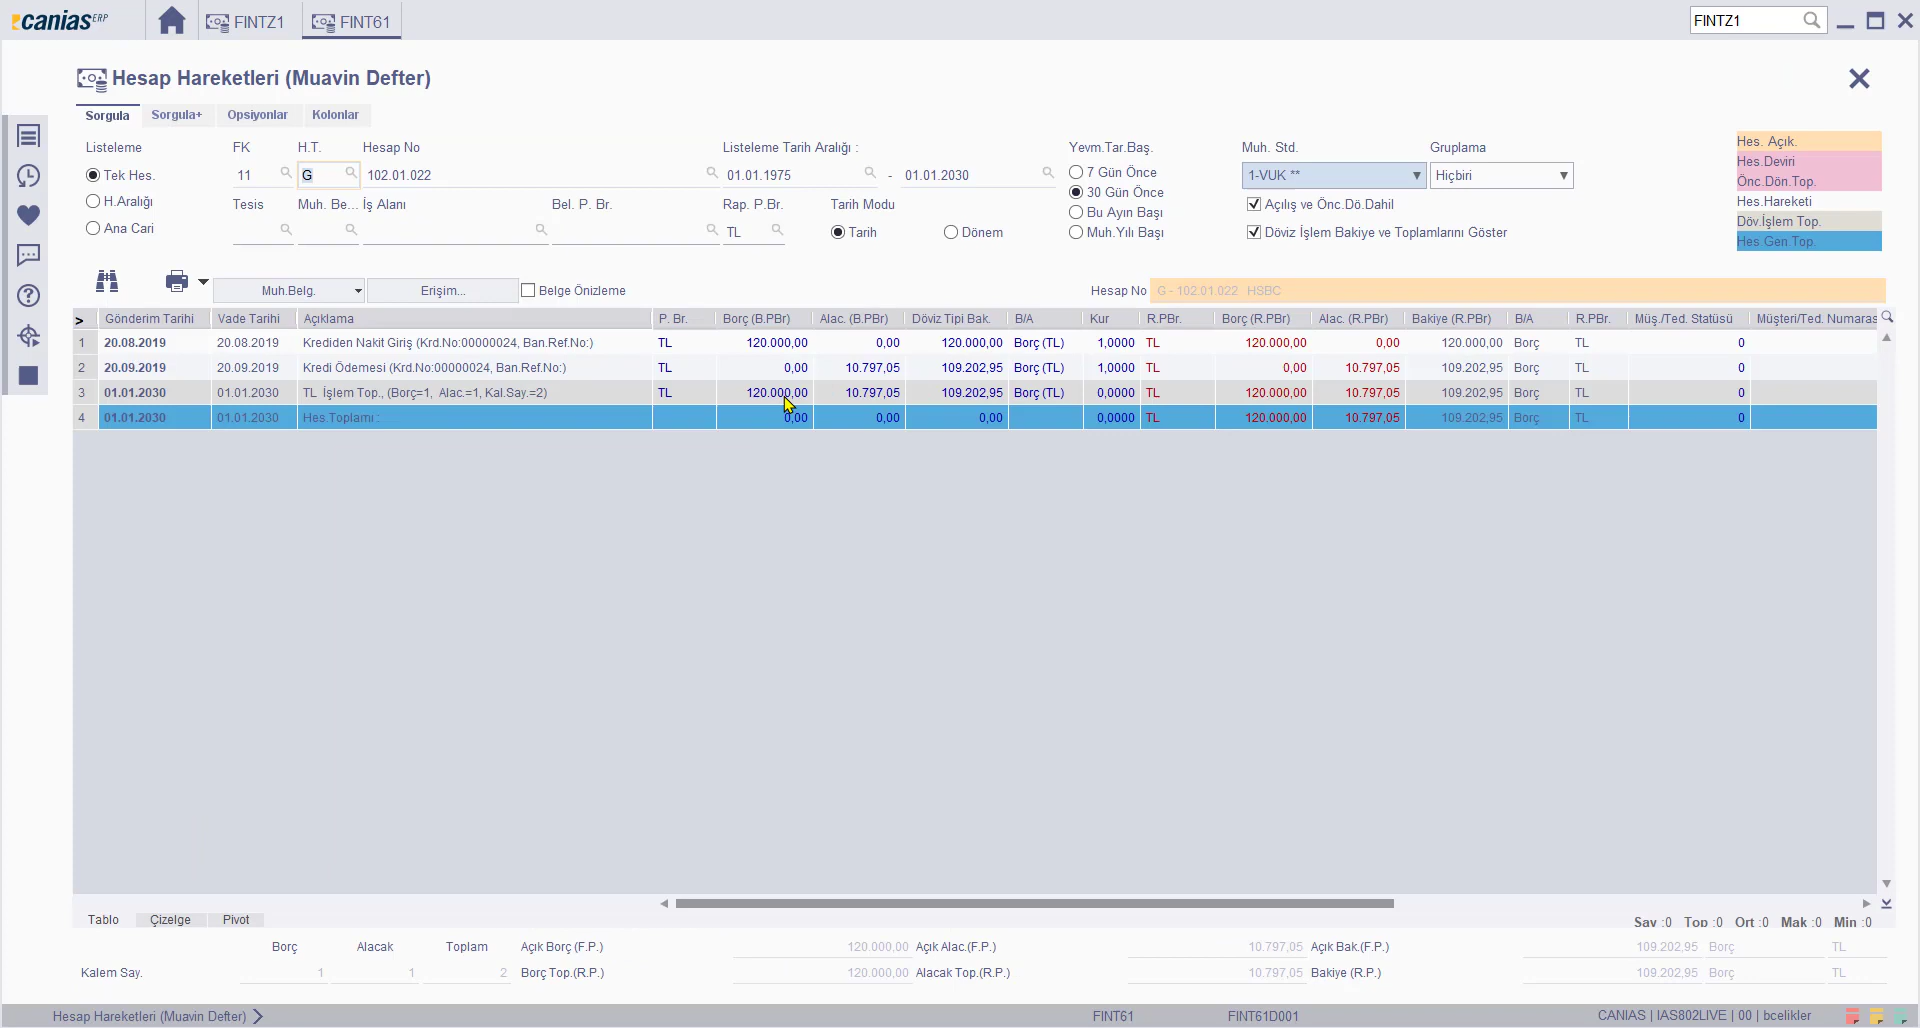 canias ERP FINTZ1 FINT61 FINTZ1
Hesap Hareketleri (Muavin Defter)
Sorgula Sorgula+ Opsiyonlar Kolonlar
Listeleme FK H.T. Hesap No Listeleme Tarih Aralığı : Yevm.Tar.Baş. Muh. Std. Gruplama
Tek Hes. 11 G 102.01.022 01.01.1975 - 01.01.2030 7 Gün Önce 1-VUK ** Hiçbiri
30 Gün Önce
H.Aralığı Tesis Muh. Be... İş Alanı Bel. P. Br. Rap. P.Br. Tarih Modu Bu Ayın Başı Açılış ve Önc.Dö.Dahil
Ana Cari TL Tarih Dönem Muh.Yılı Başı Döviz İşlem Bakiye ve Toplamlarını Göster
Hes. Açık.
Hes.Deviri
Önc.Dön.Top.
Hes.Hareketi
Döv.İşlem Top.
Hes.Gen.Top.
Muh.Belg. Erişim... Belge Önizleme Hesap No G - 102.01.022 HSBC
> Gönderim Tarihi Vade Tarihi Açıklama P. Br. Borç (B.PBr) Alac. (B.PBr) Döviz Tipi Bak. B/A Kur R.PBr. Borç (R.PBr) Alac. (R.PBr) Bakiye (R.PBr) B/A R.PBr. Müş./Ted. Statüsü Müşteri/Ted. Numaras
1 20.08.2019 20.08.2019 Krediden Nakit Giriş (Krd.No:00000024, Ban.Ref.No:) TL 120.000,00 0,00 120.000,00 Borç (TL) 1,0000 TL 120.000,00 0,00 120.000,00 Borç TL 0
2 20.09.2019 20.09.2019 Kredi Ödemesi (Krd.No:00000024, Ban.Ref.No:) TL 0,00 10.797,05 109.202,95 Borç (TL) 1,0000 TL 0,00 10.797,05 109.202,95 Borç TL 0
3 01.01.2030 01.01.2030 TL İşlem Top., (Borç=1, Alac.=1, Kal.Say.=2) TL 120.000,00 10.797,05 109.202,95 Borç (TL) 0,0000 TL 120.000,00 10.797,05 109.202,95 Borç TL 0
4 01.01.2030 01.01.2030 Hes.Toplamı : 0,00 0,00 0,00 0,0000 TL 120.000,00 10.797,05 109.202,95 Borç TL 0
Tablo Çizelge Pivot Say :0 Top :0 Ort :0 Mak :0 Min :0
Borç Alacak Toplam Açık Borç (F.P.) 120.000,00 Açık Alac.(F.P.) 10.797,05 Açık Bak.(F.P.) 109.202,95 Borç TL
Kalem Say. 1 1 2 Borç Top.(R.P.) 120.000,00 Alacak Top.(R.P.) 10.797,05 Bakiye (R.P.) 109.202,95 Borç TL
Hesap Hareketleri (Muavin Defter) FINT61 FINT61D001 CANIAS | IAS802LIVE | 00 | bcelikler